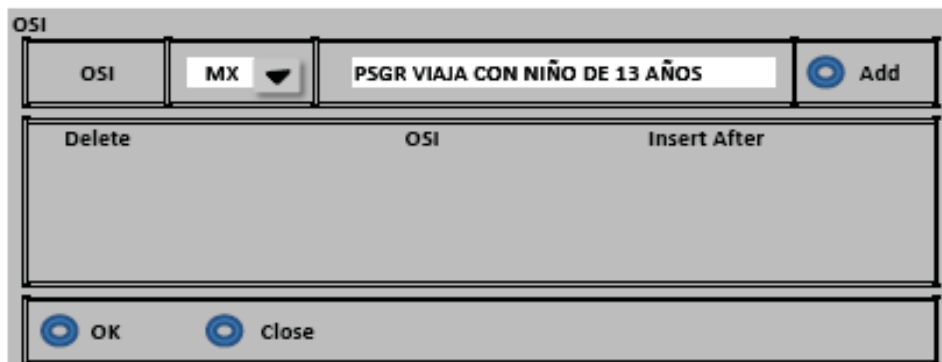 OSI
OSI MX PSGR VIAJA CON NIÑO DE 13 AÑOS Add
Delete OSI Insert After
OK Close